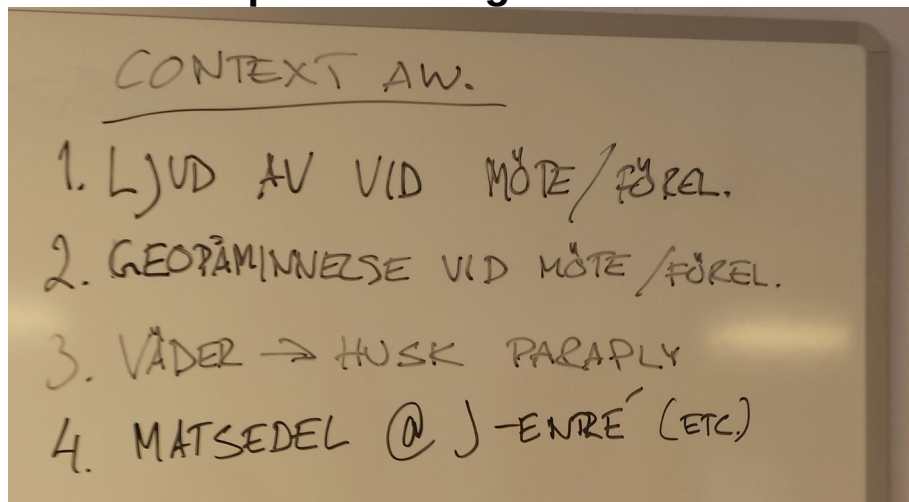 CONTEXT AW.
1. LJUD AV VID MÖTE/FÖREL.
2. GEOPÅMINNELSE VID MÖTE/FÖREL.
3. VÄDER → HUSK PARAPLY
4. MATSEDEL @ J-ENRÉ (ETC.)